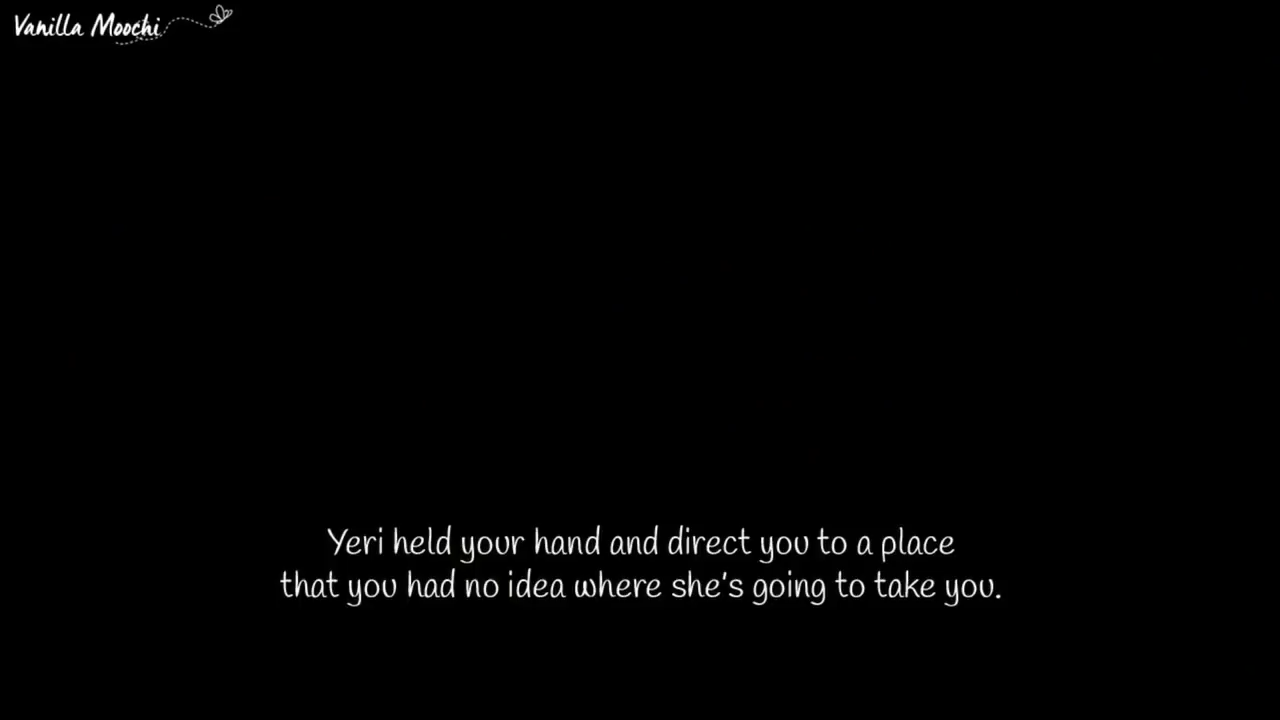 Vanilla Moochi
Yeri held your hand and direct you to a place
that you had no idea where she's going to take you.